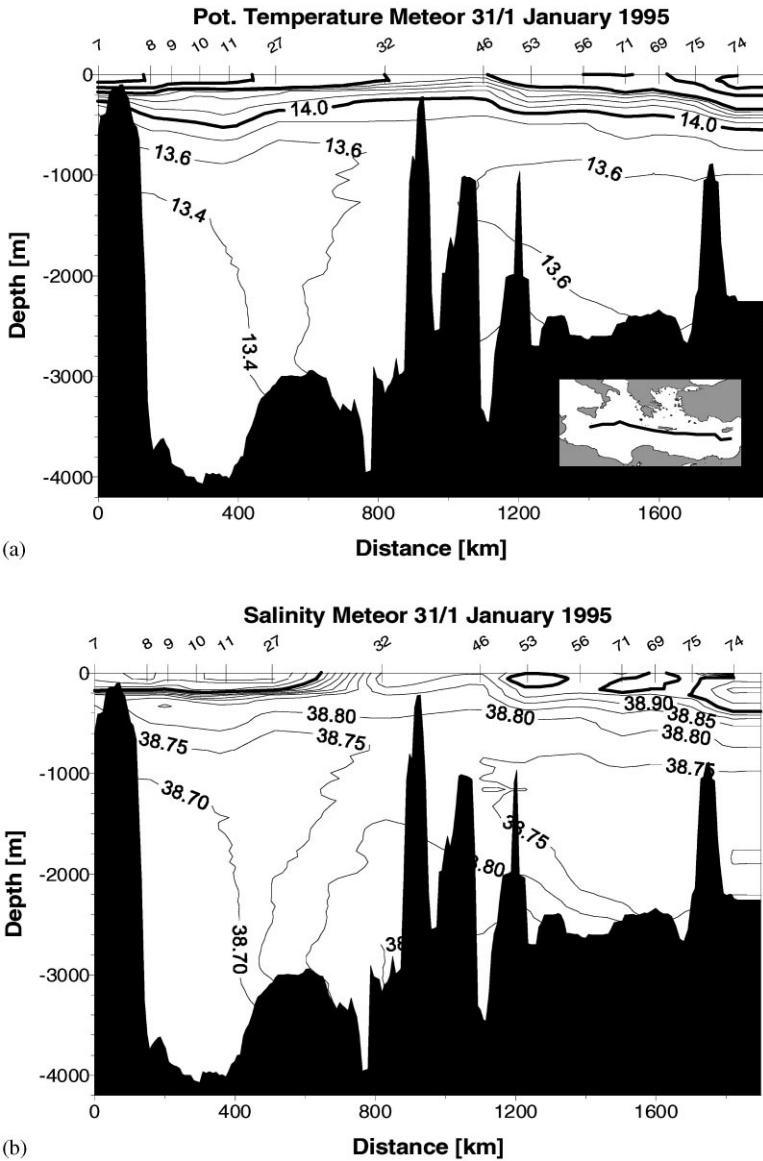 Pot. Temperature Meteor 31/1 January 1995
7 8 9 10 11 27 32 46 53 56 71 69 75 74
0
14.0 14.0
13.6 13.6 13.6
-1000
13.4
-2000
13.6
13.4
-3000
-4000
Depth [m]
0 400 800 1200 1600
(a)
Distance [km]
Salinity Meteor 31/1 January 1995
7 8 9 10 11 27 32 46 53 56 71 69 75 74
0
38.90
38.80 38.80 38.85
38.80
38.75 38.75 38.75
-1000
38.70
38.75
-2000
38.70
-3000
-4000
Depth [m]
0 400 800 1200 1600
(b)
Distance [km]